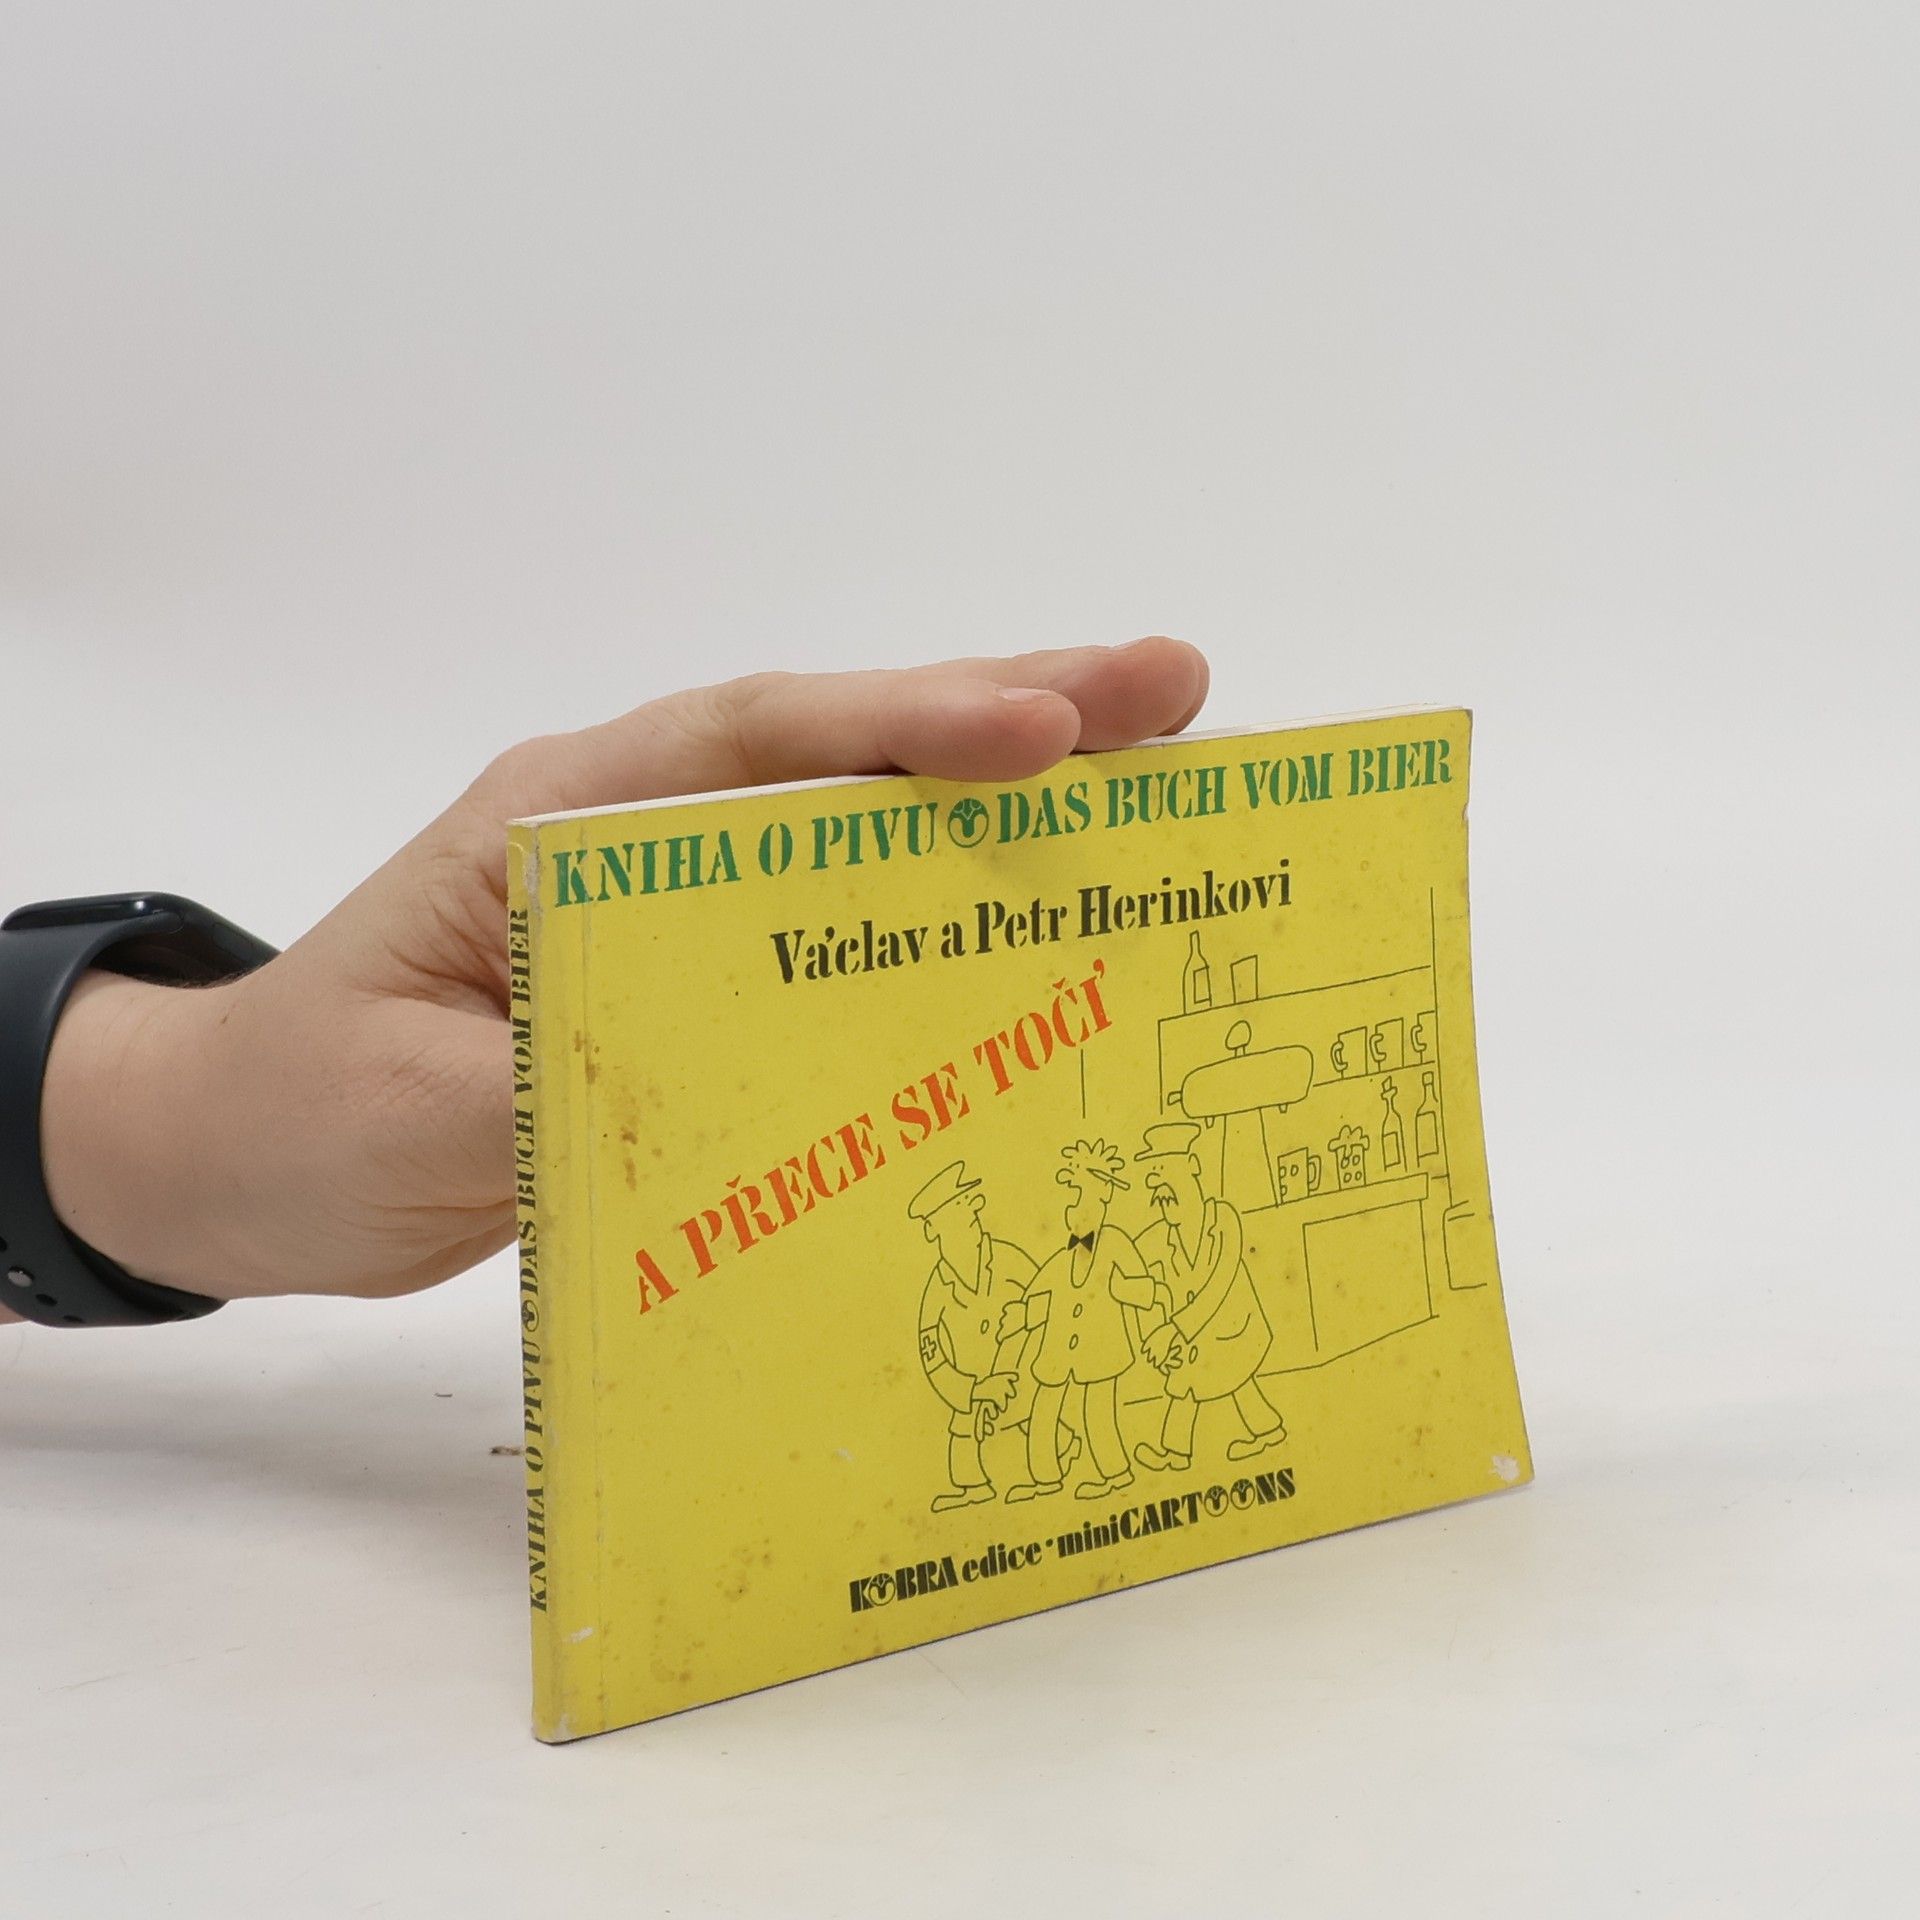 KNIHA O PIVU DAS BUCH VOM BIER
Václav a Petr Herinkovi
A PŘECE SE TOČÍ
KOBRA edice • miniCARTOONS
KNIHA O PIVU DAS BUCH VOM BIER